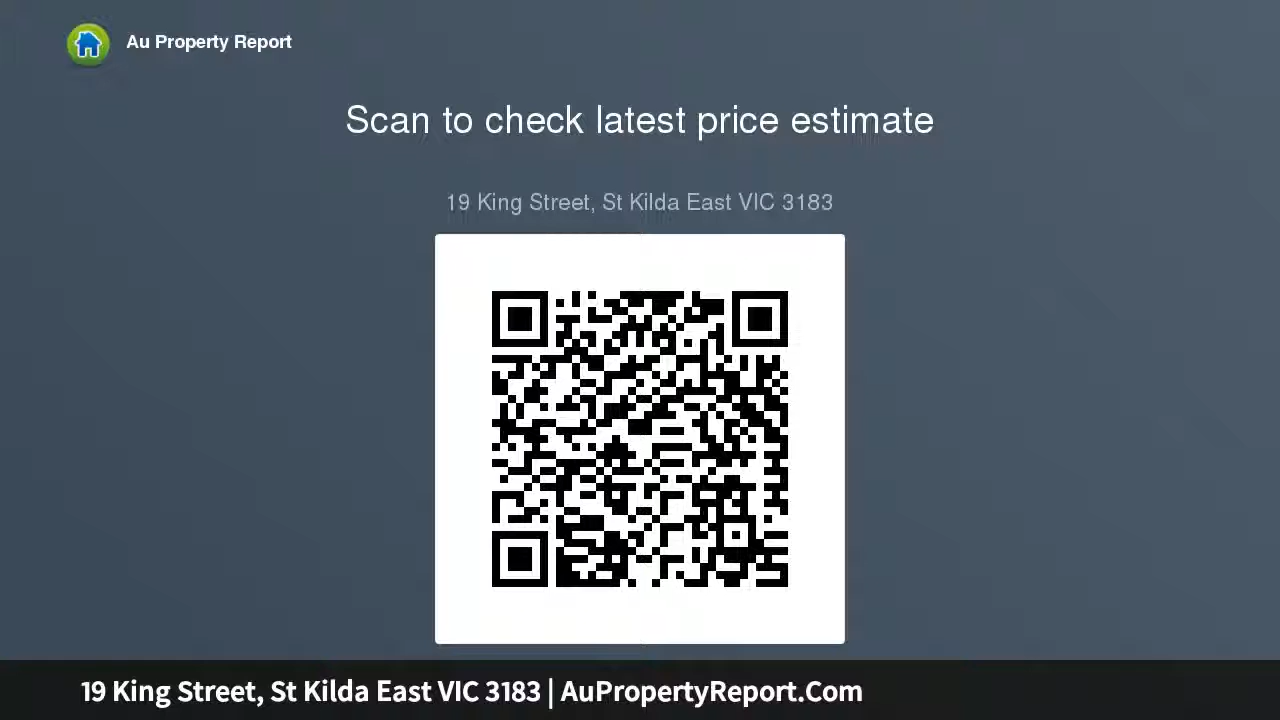 Au Property Report
Scan to check latest price estimate
19 King Street, St Kilda East VIC 3183
19 King Street, St Kilda East VIC 3183 | AuPropertyReport.Com